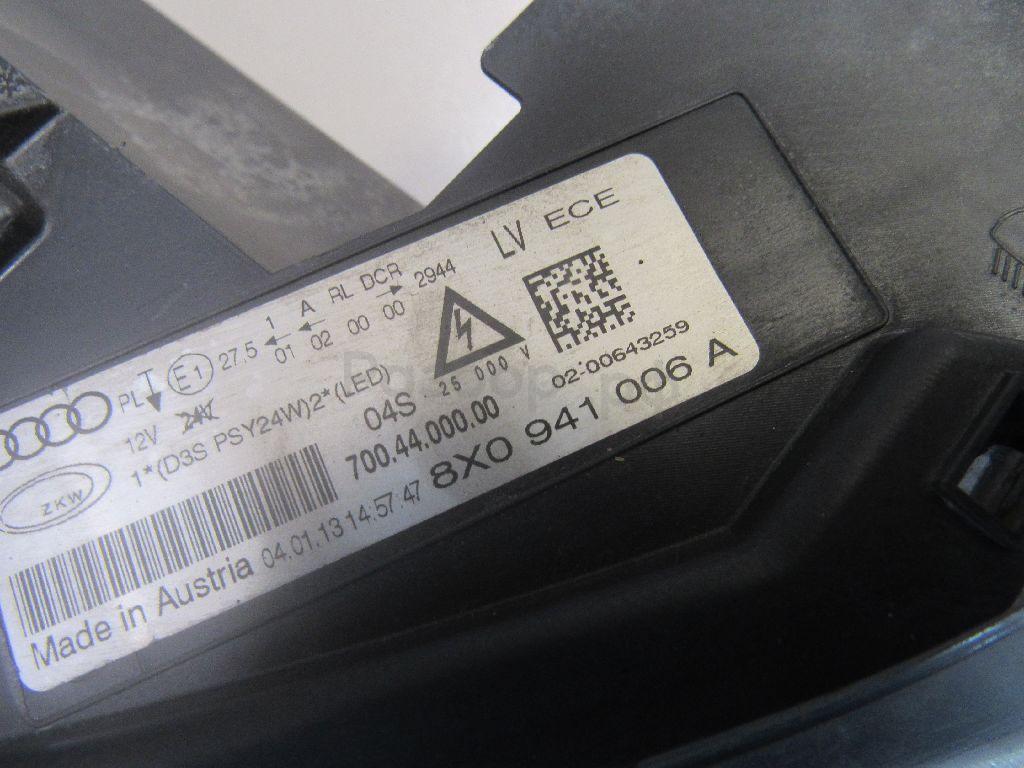 LV ECE
1 A RL DCR
PL T E1 27.5 01 02 00 00 2944
12V 24V
25 000 V
02:00643259
1*(D3S PSY24W)2*(LED)
04S
ZKW
700.44.000.00
8X0 941 006 A
Made in Austria 04.01.13 14:57:47